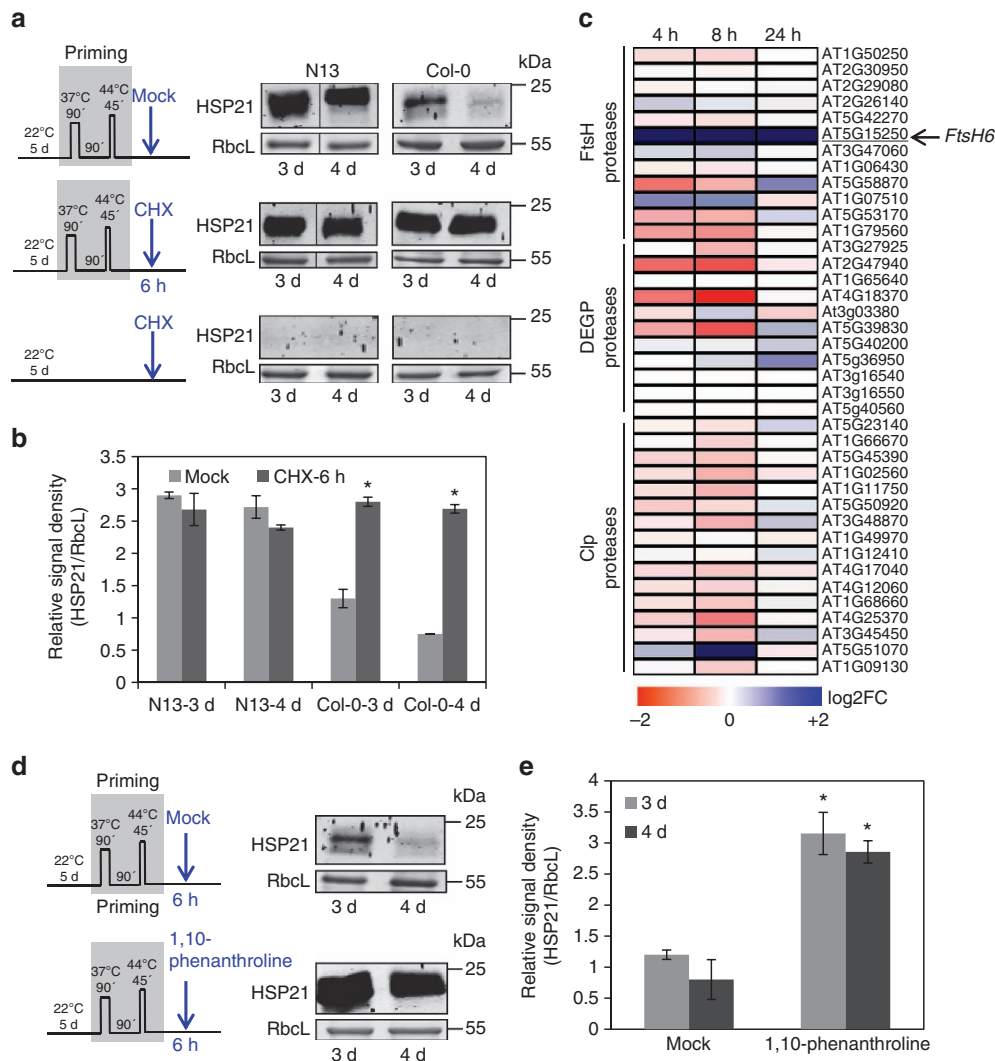 a
Priming
37°C
90´
44°C
45´
Mock
22°C
5 d
90´
N13
Col-0
kDa
HSP21
25
RbcL
55
3 d
4 d
3 d
4 d
37°C
90´
44°C
45´
CHX
22°C
5 d
90´
6 h
HSP21
25
RbcL
55
3 d
4 d
3 d
4 d
CHX
22°C
5 d
HSP21
25
RbcL
55
3 d
4 d
3 d
4 d
b
Relative signal density
(HSP21/RbcL)
3.5
3
2.5
2
1.5
1
0.5
0
Mock
CHX-6 h
*
*
N13-3 d
N13-4 d
Col-0-3 d
Col-0-4 d
c
4 h
8 h
24 h
FtsH
proteases
AT1G50250
AT2G30950
AT2G29080
AT2G26140
AT5G42270
AT5G15250
FtsH6
AT3G47060
AT1G06430
AT5G58870
AT1G07510
AT5G53170
AT1G79560
DEGP
proteases
AT3G27925
AT2G47940
AT1G65640
AT4G18370
At3g03380
AT5G39830
AT5G40200
AT5g36950
AT3g16540
AT3g16550
AT5g40560
Clp
proteases
AT5G23140
AT1G66670
AT5G45390
AT1G02560
AT1G11750
AT5G50920
AT3G48870
AT1G49970
AT1G12410
AT4G17040
AT4G12060
AT1G68660
AT4G25370
AT3G45450
AT5G51070
AT1G09130
log2FC
−2
0
+2
d
Priming
37°C
90´
44°C
45´
Mock
22°C
5 d
90´
6 h
kDa
HSP21
25
RbcL
55
3 d
4 d
Priming
37°C
90´
44°C
45´
1,10-
phenanthroline
22°C
5 d
90´
6 h
kDa
HSP21
25
RbcL
55
3 d
4 d
e
Relative signal density
(HSP21/RbcL)
4
3.5
3
2.5
2
1.5
1
0.5
0
3 d
4 d
*
*
Mock
1,10-phenanthroline